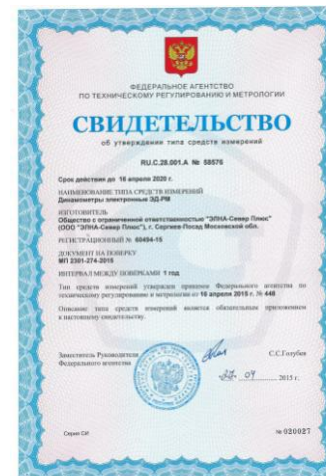 ФЕДЕРАЛЬНОЕ АГЕНТСТВО
ПО ТЕХНИЧЕСКОМУ РЕГУЛИРОВАНИЮ И МЕТРОЛОГИИ
СВИДЕТЕЛЬСТВО
об утверждении типа средств измерений
RU.C.28.001.A № 58576
Срок действия до 16 апреля 2020 г.
НАИМЕНОВАНИЕ ТИПА СРЕДСТВ ИЗМЕРЕНИЙ
Динамометры электронные ЭД-РМ
ИЗГОТОВИТЕЛЬ
Общество с ограниченной ответственностью "ЭЛНА-Север Плюс"
(ООО "ЭЛНА-Север Плюс"), г. Сергиев-Посад Московской обл.
РЕГИСТРАЦИОННЫЙ № 60494-15
ДОКУМЕНТ НА ПОВЕРКУ
МП 2301-274-2015
ИНТЕРВАЛ МЕЖДУ ПОВЕРКАМИ 1 год
Тип средств измерений утвержден приказом Федерального агентства по
техническому регулированию и метрологии от 16 апреля 2015 г. № 448
Описание типа средств измерений является обязательным приложением
к настоящему свидетельству.
Заместитель Руководителя С.С.Голубев
Федерального агентства
27 04 2015 г.
Серия СИ № 020027